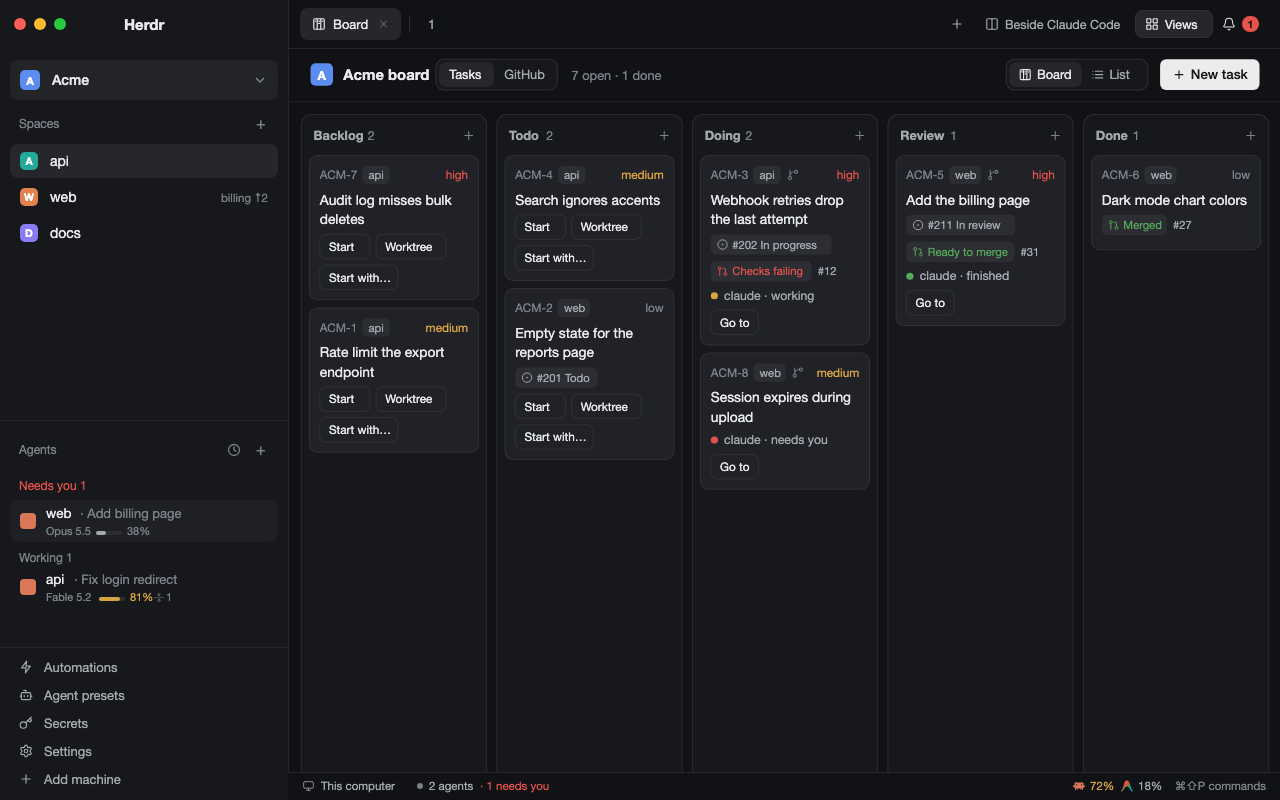 Herdr
A Acme
Spaces
A api
W web billing ↑2
D docs
Agents
Needs you 1
web · Add billing page
Opus 5.5 38%
Working 1
api · Fix login redirect
Fable 5.2 81% 1
Automations
Agent presets
Secrets
Settings
Add machine
Board × 1
+ Beside Claude Code Views 1
A Acme board Tasks GitHub 7 open · 1 done
Board List + New task
Backlog 2
ACM-7 api high
Audit log misses bulk
deletes
Start Worktree
Start with…
ACM-1 api medium
Rate limit the export
endpoint
Start Worktree
Start with…
Todo 2
ACM-4 api medium
Search ignores accents
Start Worktree
Start with…
ACM-2 web low
Empty state for the
reports page
#201 Todo
Start Worktree
Start with…
Doing 2
ACM-3 api high
Webhook retries drop
the last attempt
#202 In progress
Checks failing #12
claude · working
Go to
ACM-8 web medium
Session expires during
upload
claude · needs you
Go to
Review 1
ACM-5 web high
Add the billing page
#211 In review
Ready to merge #31
claude · finished
Go to
Done 1
ACM-6 web low
Dark mode chart colors
Merged #27
This computer 2 agents · 1 needs you
72% 18% ⌘⇧P commands